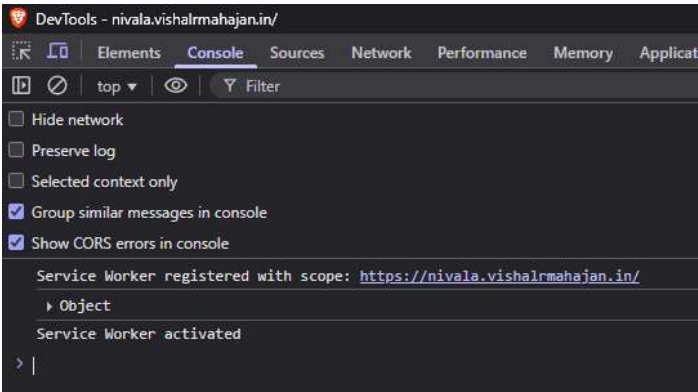 DevTools - nivala.vishalrmahajan.in/
Elements Console Sources Network Performance Memory Applicat
top Filter
Hide network
Preserve log
Selected context only
Group similar messages in console
Show CORS errors in console
Service Worker registered with scope: https://nivala.vishalrmahajan.in/
Object
Service Worker activated